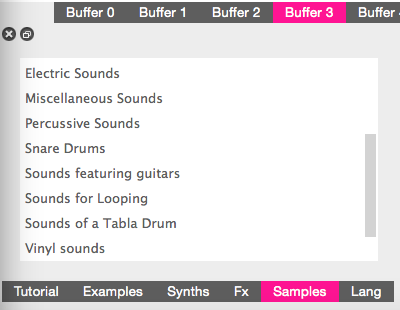 Buffer 0 Buffer 1 Buffer 2 Buffer 3 Buffer
Electric Sounds
Miscellaneous Sounds
Percussive Sounds
Snare Drums
Sounds featuring guitars
Sounds for Looping
Sounds of a Tabla Drum
Vinyl sounds
Tutorial Examples Synths Fx Samples Lang